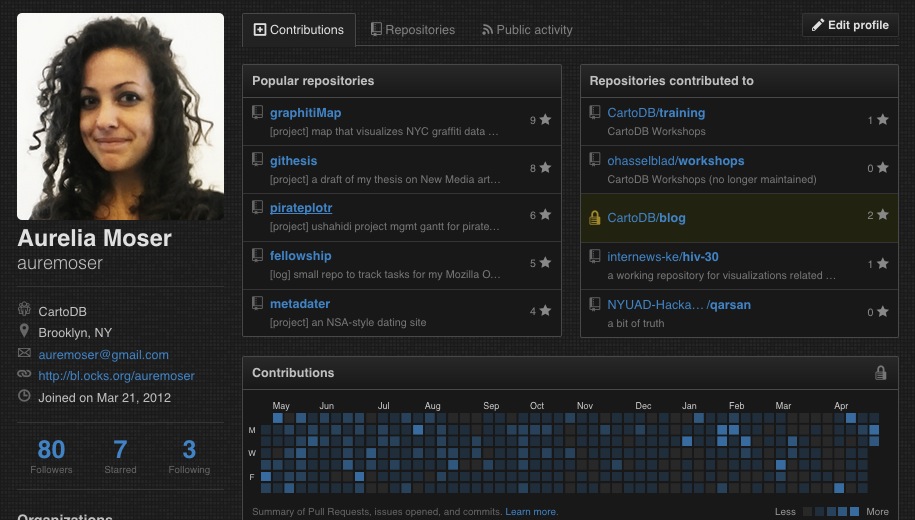 Contributions
Repositories
Public activity
Edit profile
Aurelia Moser
auremoser
CartoDB
Brooklyn, NY
auremoser@gmail.com
http://bl.ocks.org/auremoser
Joined on Mar 21, 2012
80 7 3
Followers Starred Following
Organizations
Popular repositories
graphitiMap 9
[project] map that visualizes NYC graffiti data …
githesis 8
[project] a draft of my thesis on New Media art…
pirateplotr 6
[project] ushahidi project mgmt gantt for pirate…
fellowship 5
[log] small repo to track tasks for my Mozilla O…
metadater 4
[project] an NSA-style dating site
Repositories contributed to
CartoDB/training 1
CartoDB Workshops
ohasselblad/workshops 0
CartoDB Workshops (no longer maintained)
CartoDB/blog 2
internews-ke/hiv-30 1
a working repository for visualizations related …
NYUAD-Hacka… /qarsan 0
a bit of truth
Contributions
May Jun Jul Aug Sep Oct Nov Dec Jan Feb Mar Apr
M
W
F
Summary of Pull Requests, issues opened, and commits. Learn more. Less More